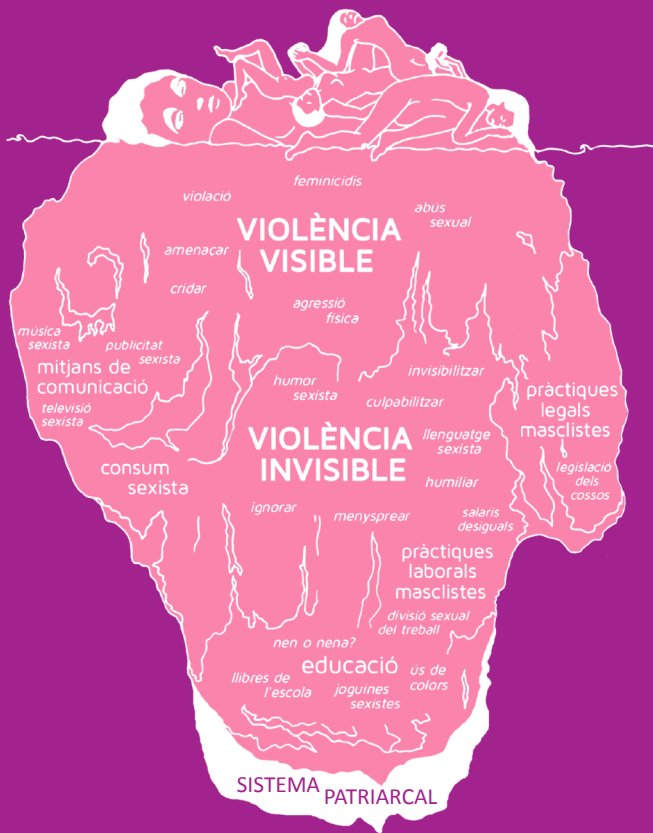 feminicidis
violació
abús
sexual
VIOLÈNCIA
VISIBLE
amenaçar
cridar
agressió
física
música
sexista
publicitat
sexista
mitjans de
comunicació
televisió
sexista
humor
sexista
invisibilitzar
culpabilitzar
pràctiques
legals
masclistes
VIOLÈNCIA
INVISIBLE
llenguatge
sexista
consum
sexista
legislació
dels
cossos
humiliar
ignorar
menysprear
salaris
desiguals
pràctiques
laborals
masclistes
divisió sexual
del treball
nen o nena?
educació
llibres de
l'escola
joguines
sexistes
ús de
colors
SISTEMA
PATRIARCAL